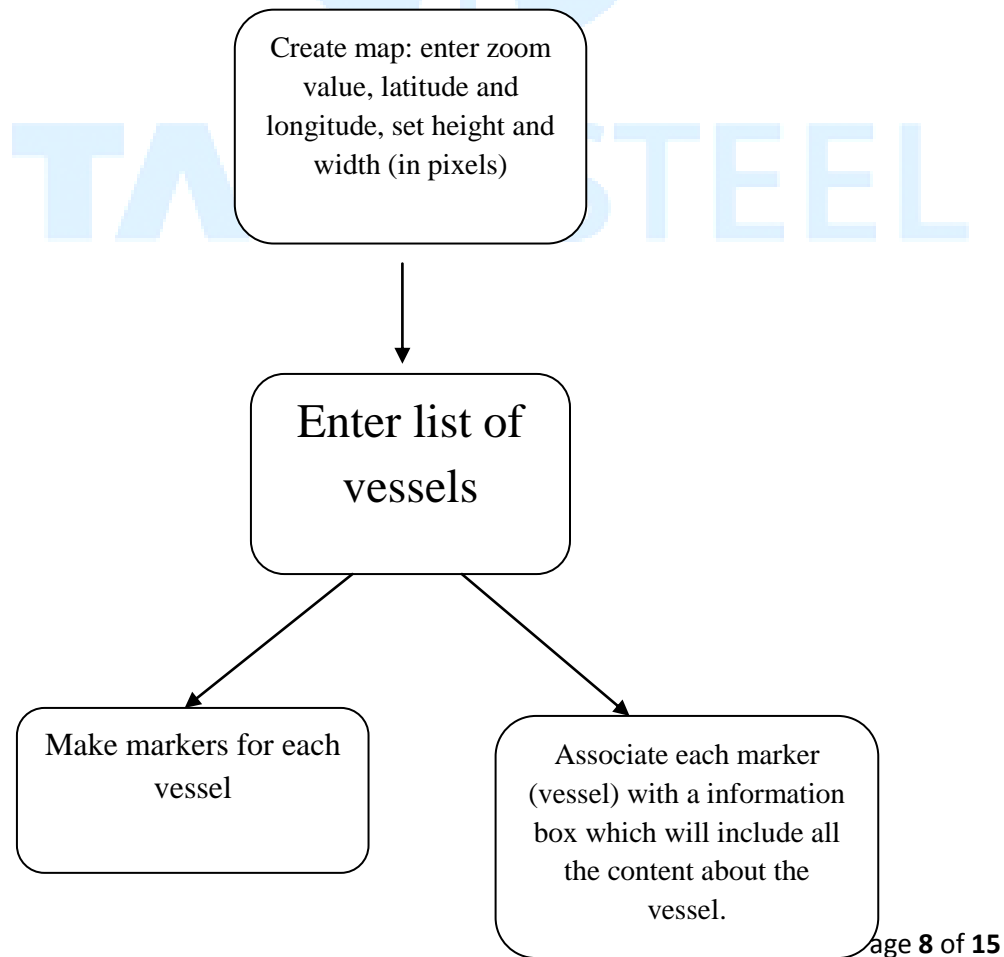 Create map: enter zoom
value, latitude and
longitude, set height and
width (in pixels)
STEEL
Enter list of
vessels
Make markers for each
vessel
Associate each marker
(vessel) with a information
box which will include all
the content about the
vessel.
age 8 of 15